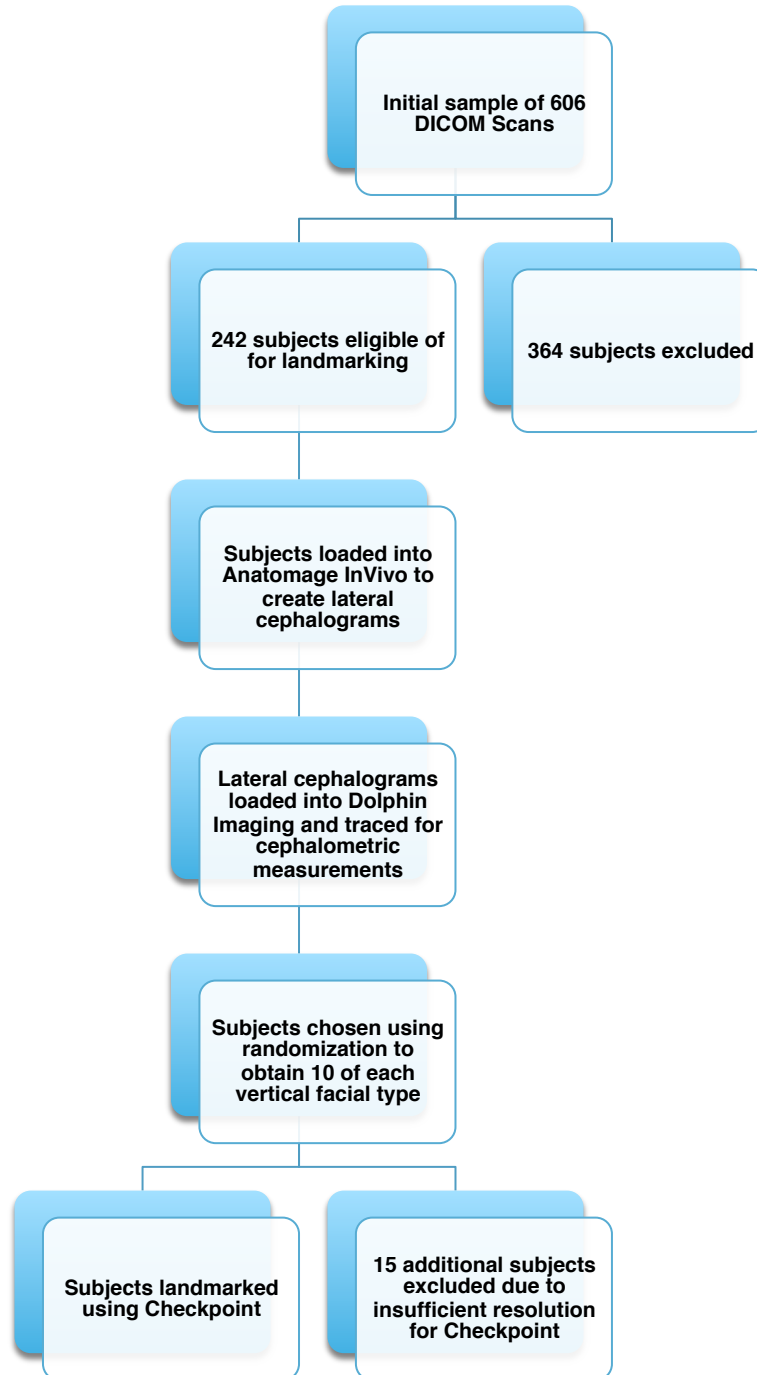 Initial sample of 606
DICOM Scans
242 subjects eligible of
for landmarking
364 subjects excluded
Subjects loaded into
Anatomage InVivo to
create lateral
cephalograms
Lateral cephalograms
loaded into Dolphin
Imaging and traced for
cephalometric
measurements
Subjects chosen using
randomization to
obtain 10 of each
vertical facial type
Subjects landmarked
using Checkpoint
15 additional subjects
excluded due to
insufficient resolution
for Checkpoint